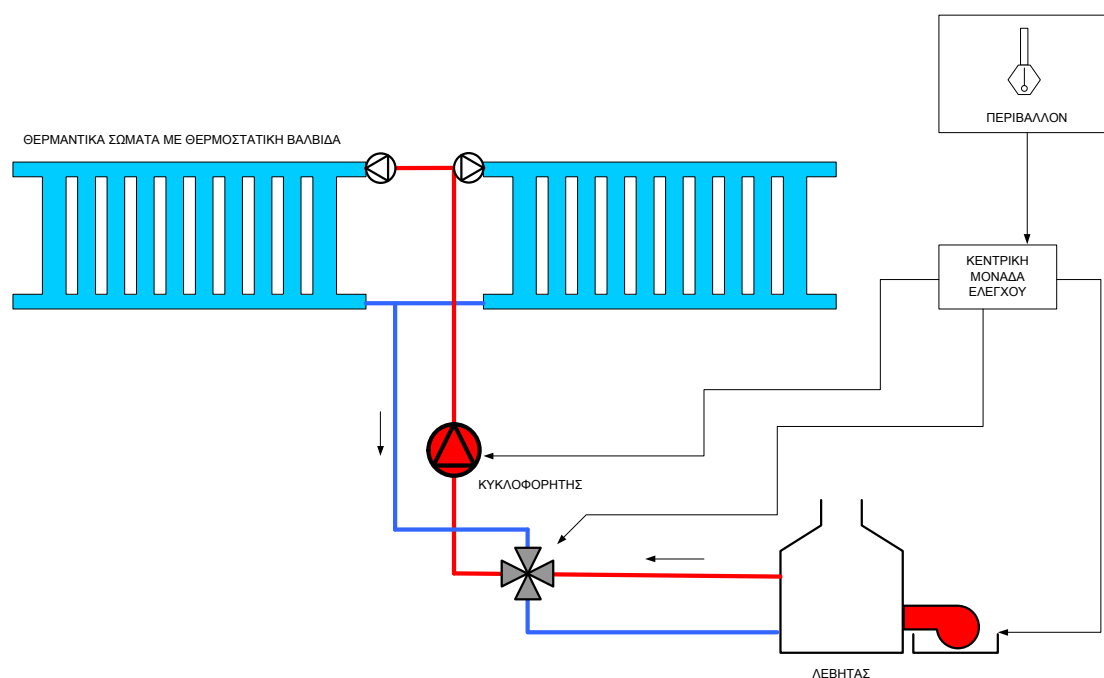 ΠΕΡΙΒΑΛΛΟΝ
ΘΕΡΜΑΝΤΙΚΑ ΣΩΜΑΤΑ ΜΕ ΘΕΡΜΟΣΤΑΤΙΚΗ ΒΑΛΒΙΔΑ
ΚΕΝΤΡΙΚΗ
ΜΟΝΑΔΑ
ΕΛΕΓΧΟΥ
ΚΥΚΛΟΦΟΡΗΤΗΣ
ΛΕΒΗΤΑΣ